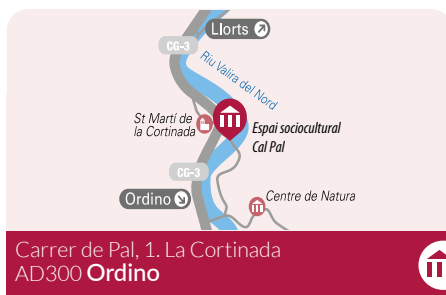 Llorts
CG-3
Riu Valira del Nord
St Martí de
la Cortinada
Espai sociocultural
Cal Pal
CG-3
Ordino
Centre de Natura
Carrer de Pal, 1. La Cortinada
AD300 Ordino